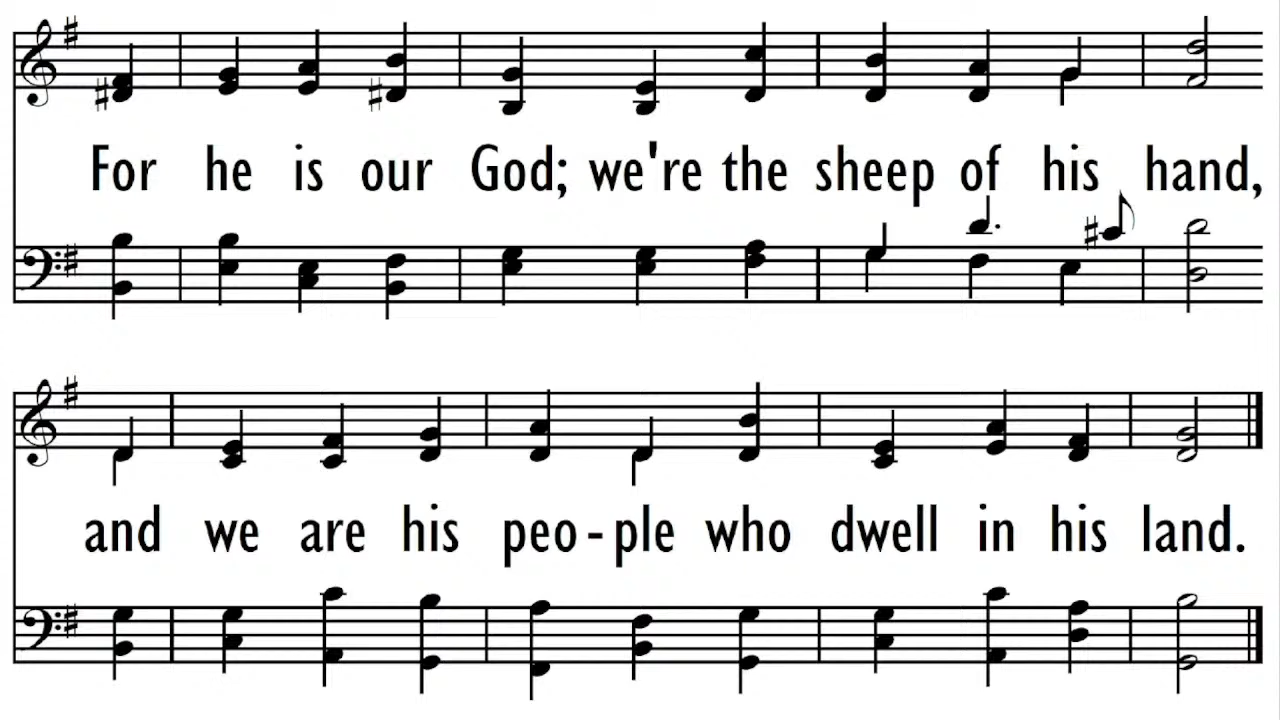 For he is our God; we're the sheep of his hand,
and we are his peo-ple who dwell in his land.